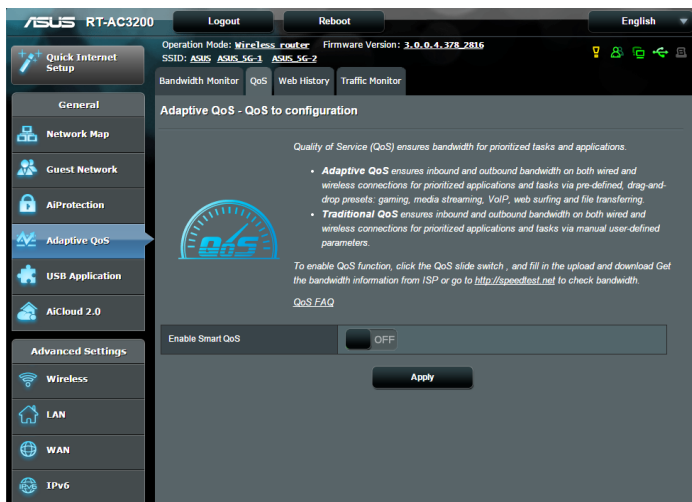 ASUS RT-AC3200 Logout Reboot English
Quick Internet Setup
Operation Mode: Wireless router Firmware Version: 3.0.0.4.378_2816
SSID: ASUS ASUS_5G-1 ASUS_5G-2
Bandwidth Monitor QoS Web History Traffic Monitor
General
Network Map
Guest Network
AiProtection
Adaptive QoS
USB Application
AiCloud 2.0
Advanced Settings
Wireless
LAN
WAN
IPv6
Adaptive QoS - QoS to configuration
QoS
Quality of Service (QoS) ensures bandwidth for prioritized tasks and applications.
• Adaptive QoS ensures inbound and outbound bandwidth on both wired and
wireless connections for prioritized applications and tasks via pre-defined, drag-and-
drop presets: gaming, media streaming, VoIP, web surfing and file transferring.
• Traditional QoS ensures inbound and outbound bandwidth on both wired and
wireless connections for prioritized applications and tasks via manual user-defined
parameters.
To enable QoS function, click the QoS slide switch , and fill in the upload and download Get
the bandwidth information from ISP or go to http://speedtest.net to check bandwidth.
QoS FAQ
Enable Smart QoS OFF
Apply